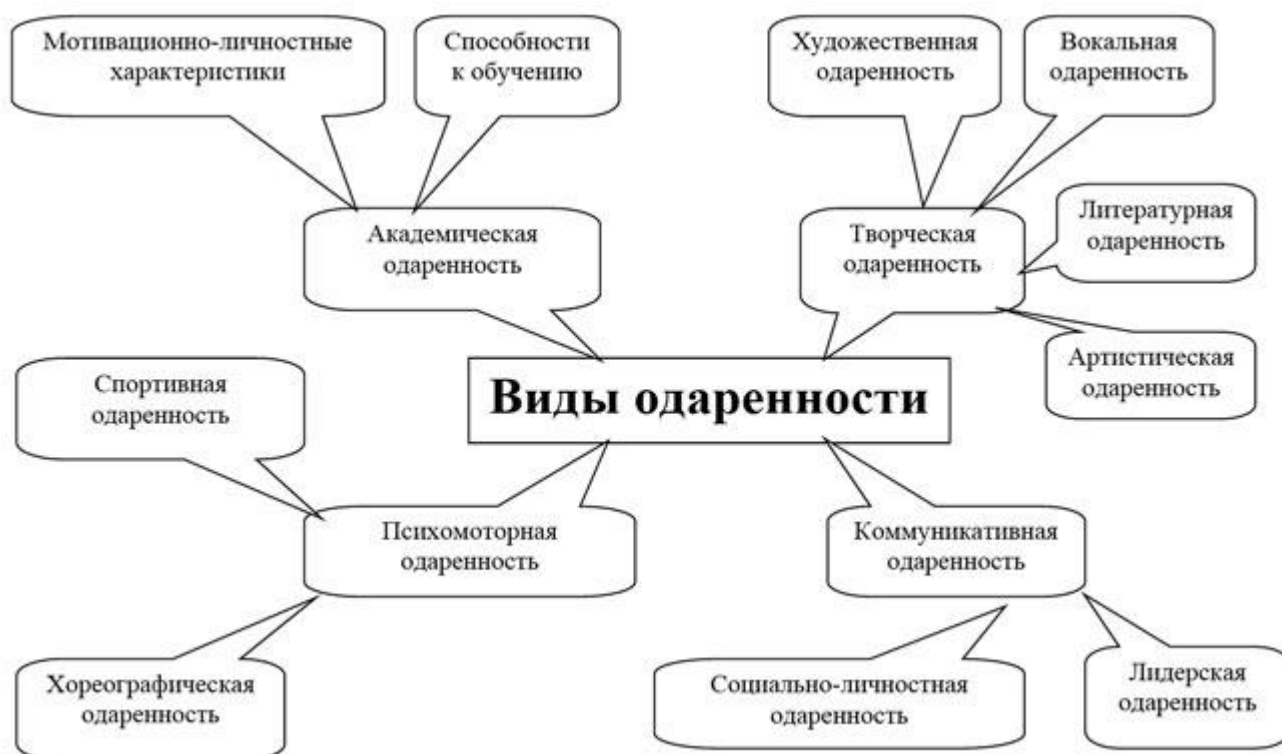 Мотивационно-личностные
характеристики
Способности
к обучению
Художественная
одаренность
Вокальная
одаренность
Академическая
одаренность
Творческая
одаренность
Литературная
одаренность
Артистическая
одаренность
Виды одаренности
Спортивная
одаренность
Психомоторная
одаренность
Коммуникативная
одаренность
Хореографическая
одаренность
Социально-личностная
одаренность
Лидерская
одаренность